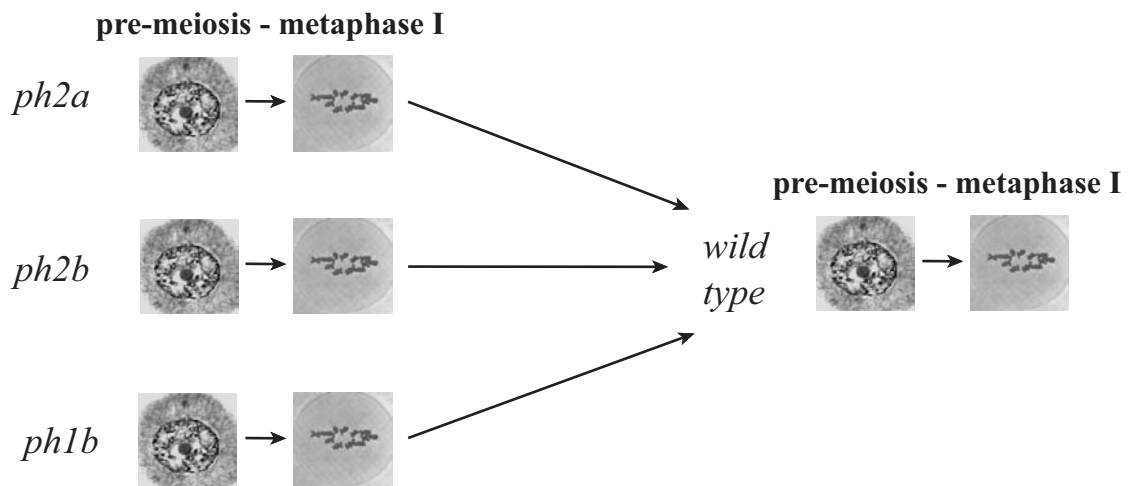 pre-meiosis - metaphase I
ph2a
pre-meiosis - metaphase I
ph2b
wild
type
ph1b